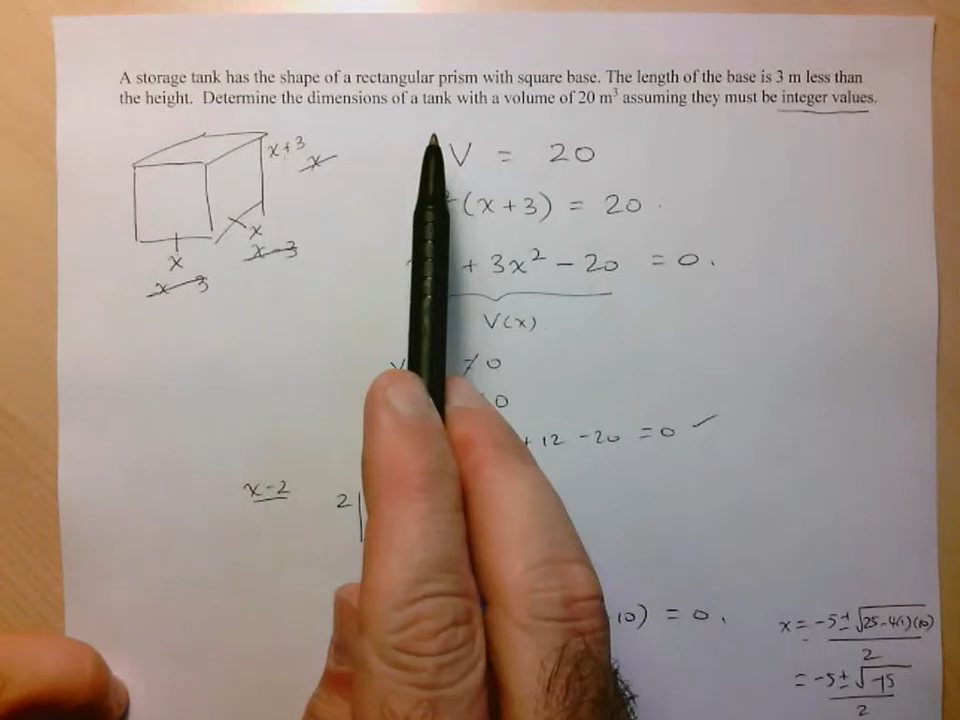 A storage tank has the shape of a rectangular prism with square base. The length of the base is 3 m less than
the height. Determine the dimensions of a tank with a volume of 20 m³ assuming they must be integer values.
x+3
x
x
x-3
x
x-3
V = 20
(x+3) = 20
+ 3x² - 20 = 0.
V(x)
≠0
0
+12 -20 = 0 ✓
x-2
2
10) = 0.
x = -5 ± √25-4(1)(10)
2
= -5 ± √-15
2